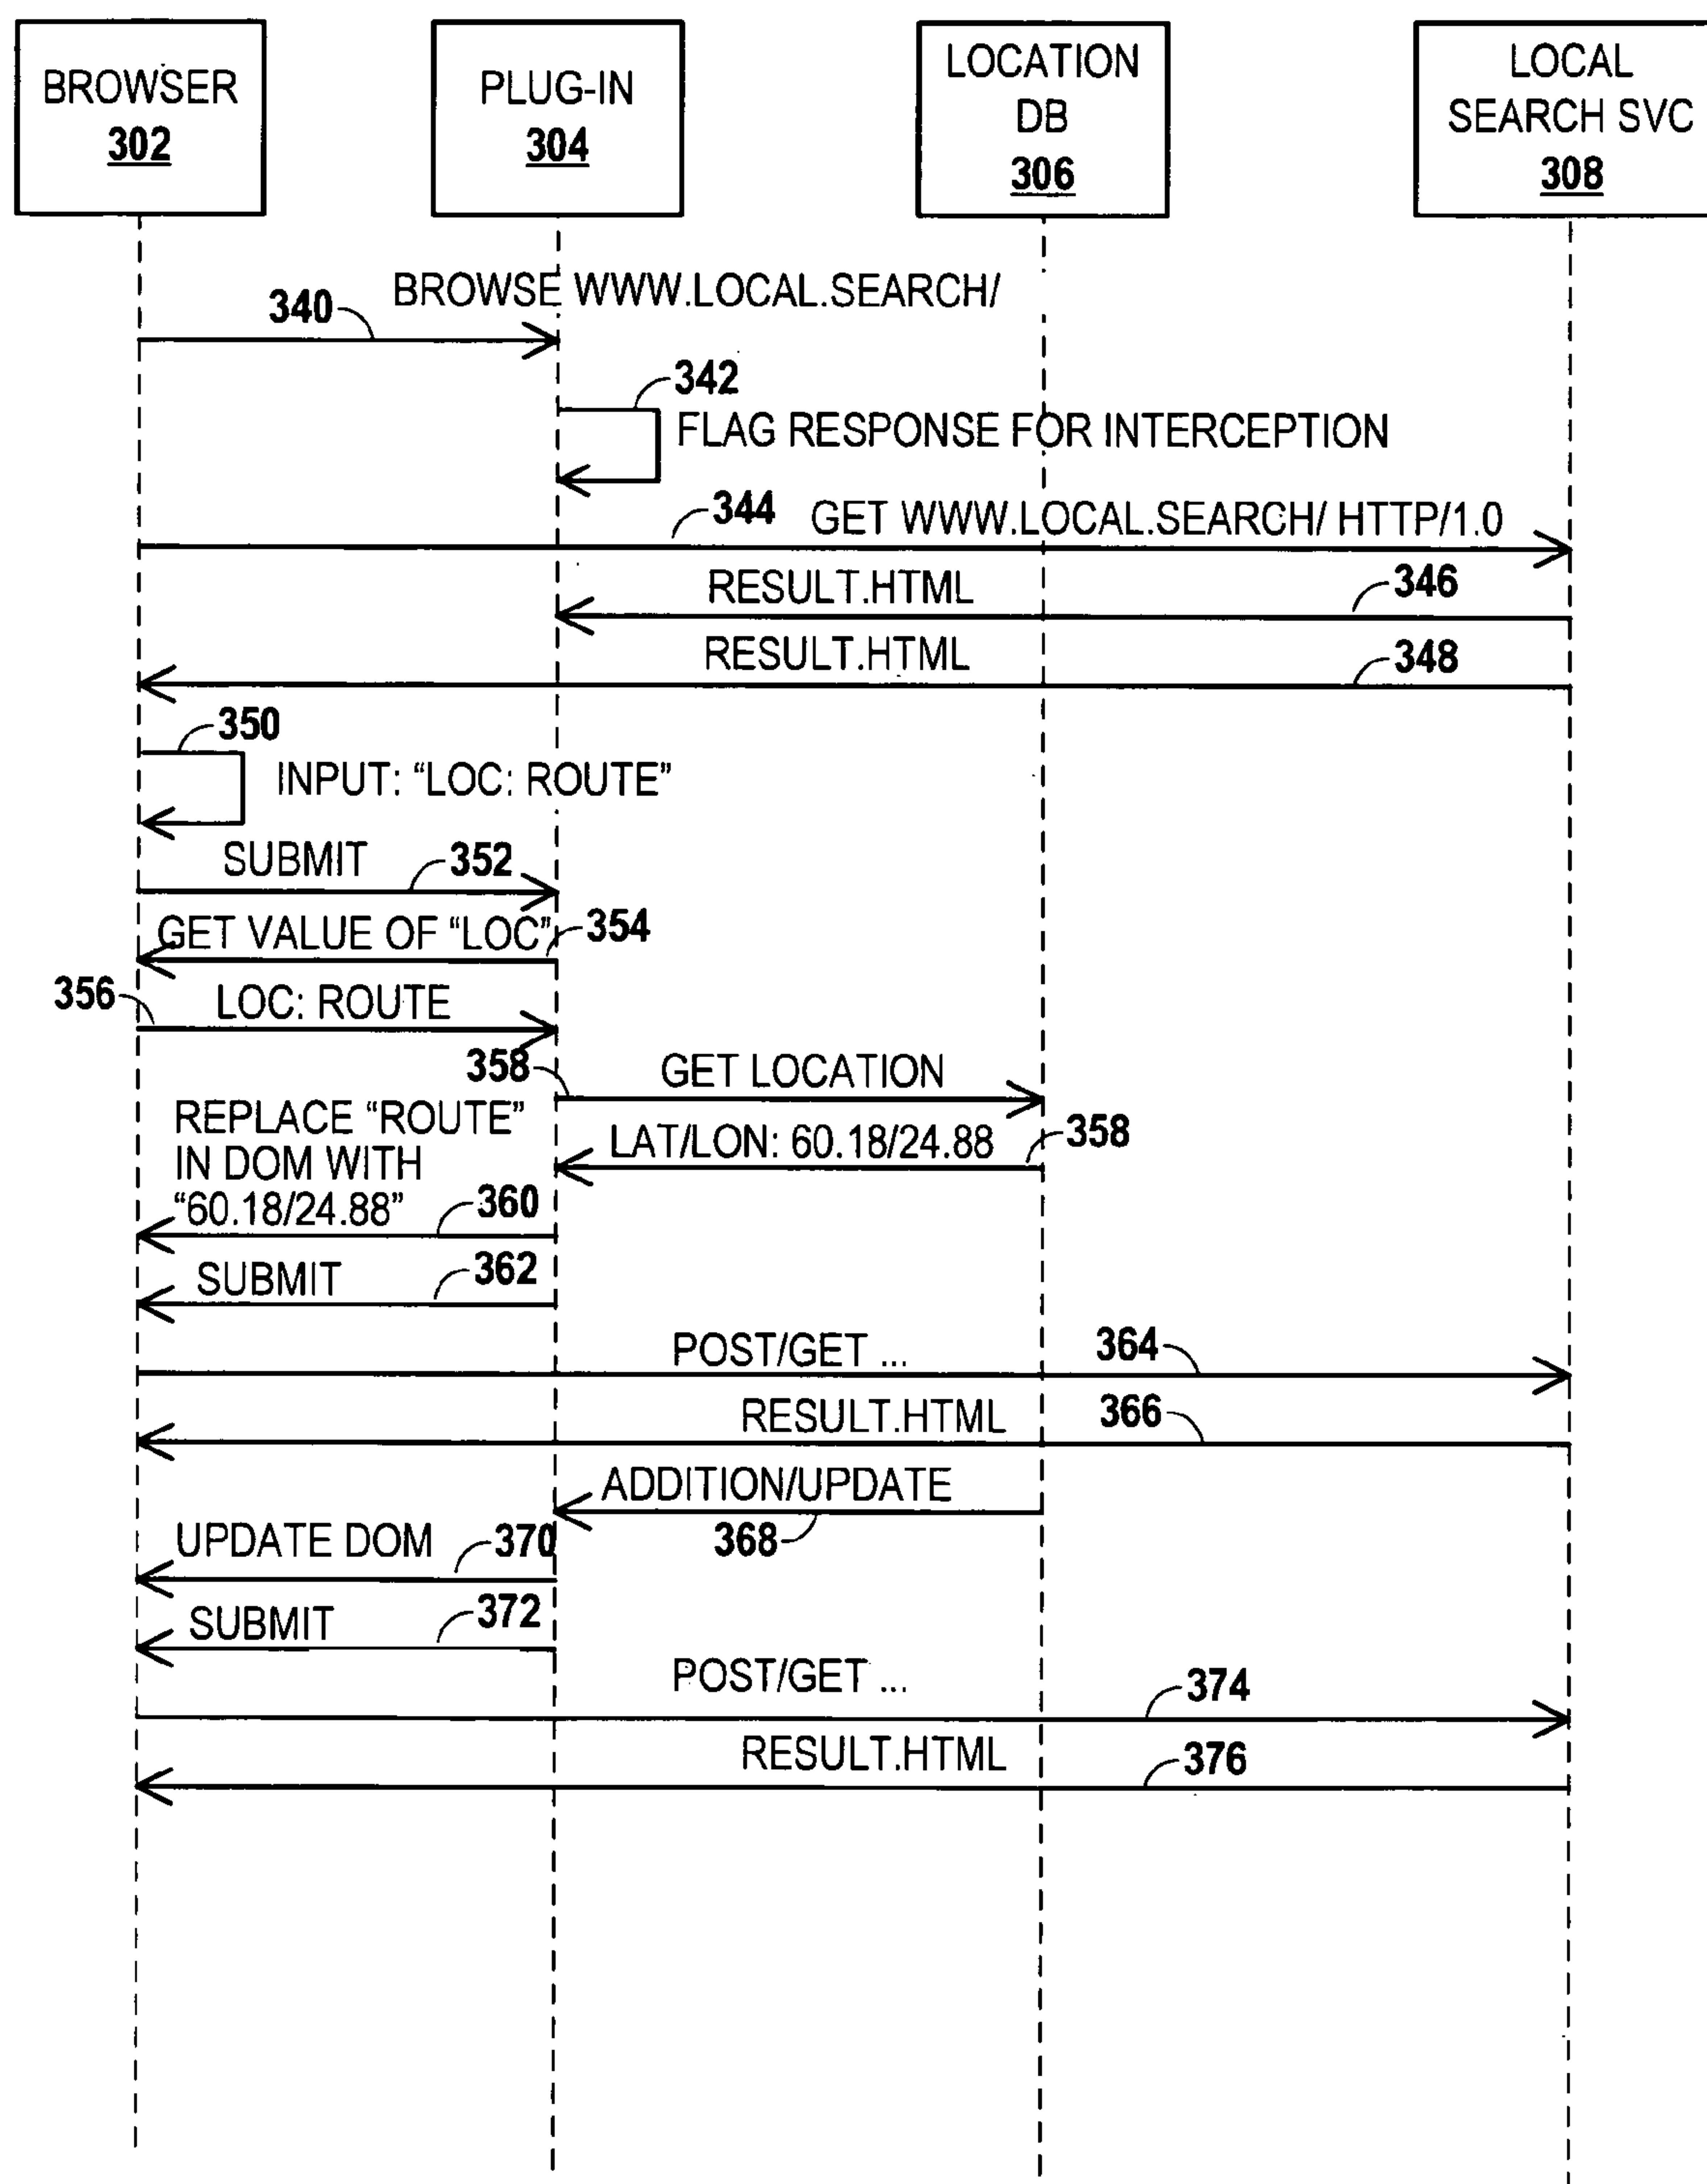 BROWSER
302
PLUG-IN
304
LOCATION
DB
306
LOCAL
SEARCH SVC
308
340
BROWSE WWW.LOCAL.SEARCH/
342
FLAG RESPONSE FOR INTERCEPTION
344
GET WWW.LOCAL.SEARCH/ HTTP/1.0
RESULT.HTML
346
RESULT.HTML
348
350
INPUT: “LOC: ROUTE”
SUBMIT
352
GET VALUE OF “LOC”
354
356
LOC: ROUTE
358
GET LOCATION
REPLACE “ROUTE”
IN DOM WITH
“60.18/24.88”
LAT/LON: 60.18/24.88
358
360
SUBMIT
362
POST/GET ...
364
RESULT.HTML
366
ADDITION/UPDATE
368
UPDATE DOM
370
SUBMIT
372
POST/GET ...
374
RESULT.HTML
376